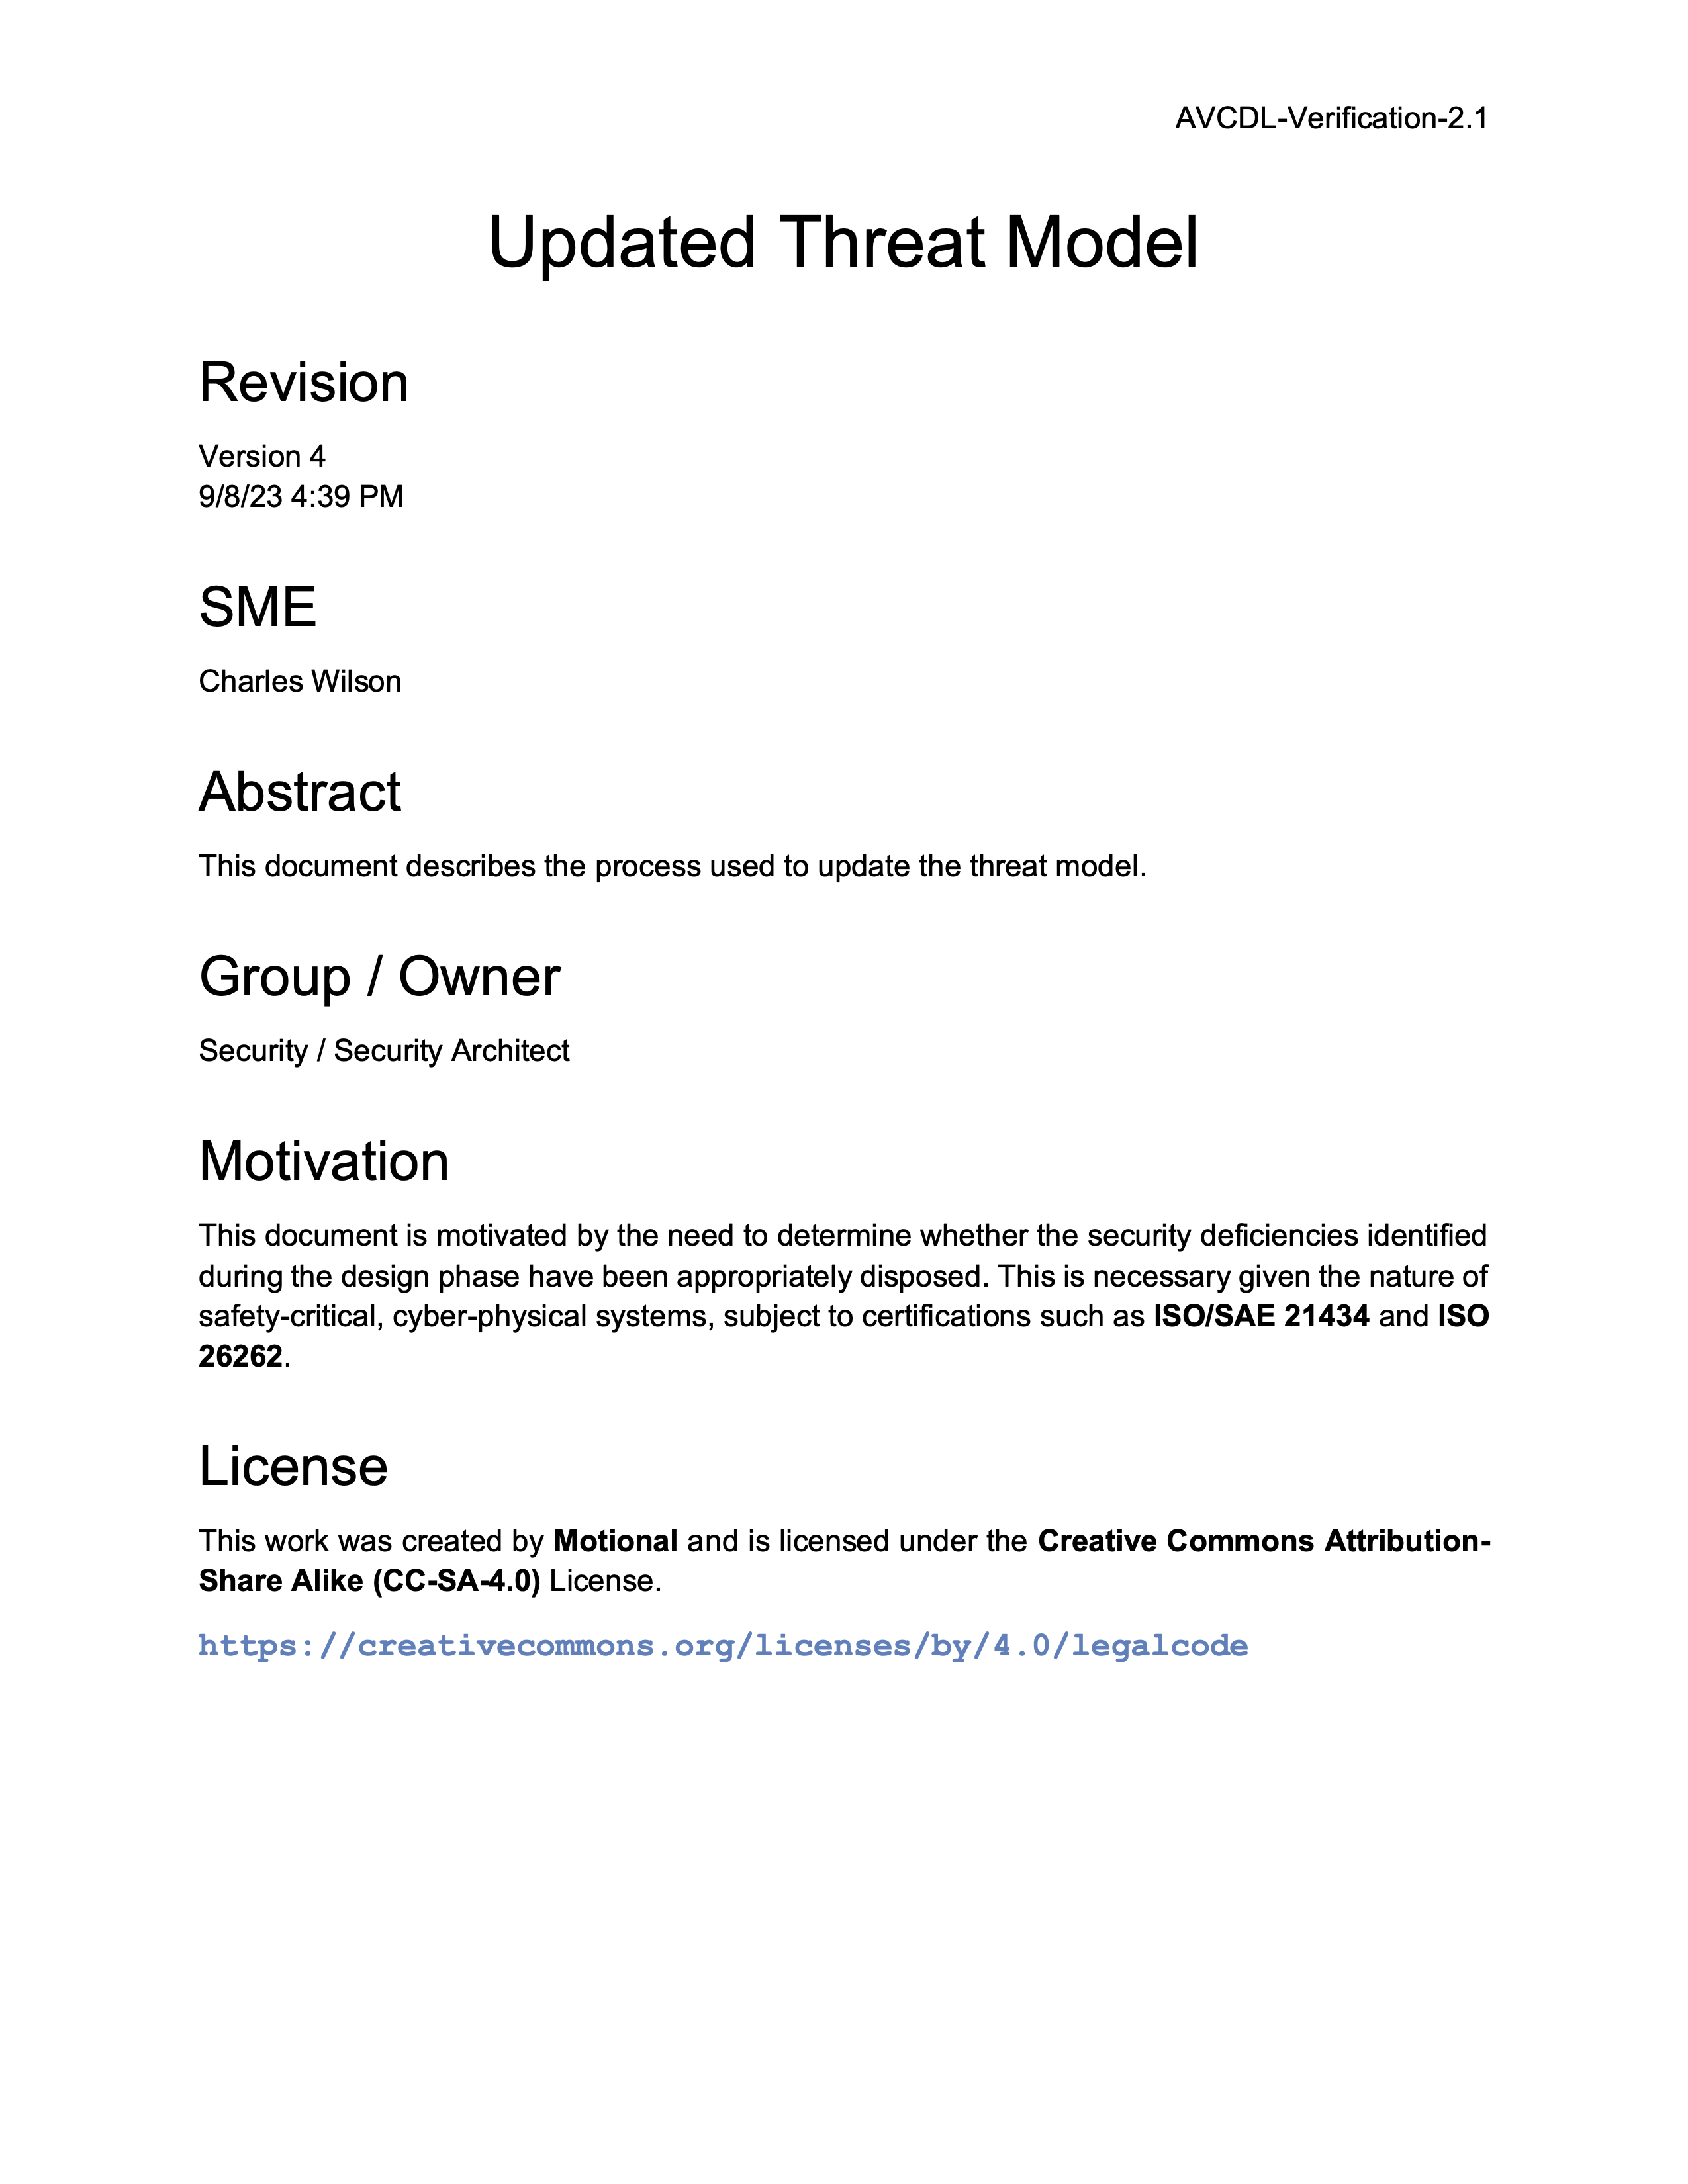 AVCDL-Verification-2.1
Updated Threat Model
Revision
Version 4
9/8/23 4:39 PM
SME
Charles Wilson
Abstract
This document describes the process used to update the threat model.
Group / Owner
Security / Security Architect
Motivation
This document is motivated by the need to determine whether the security deficiencies identified
during the design phase have been appropriately disposed. This is necessary given the nature of
safety-critical, cyber-physical systems, subject to certifications such as ISO/SAE 21434 and ISO
26262.
License
This work was created by Motional and is licensed under the Creative Commons Attribution-
Share Alike (CC-SA-4.0) License.
https://creativecommons.org/licenses/by/4.0/legalcode